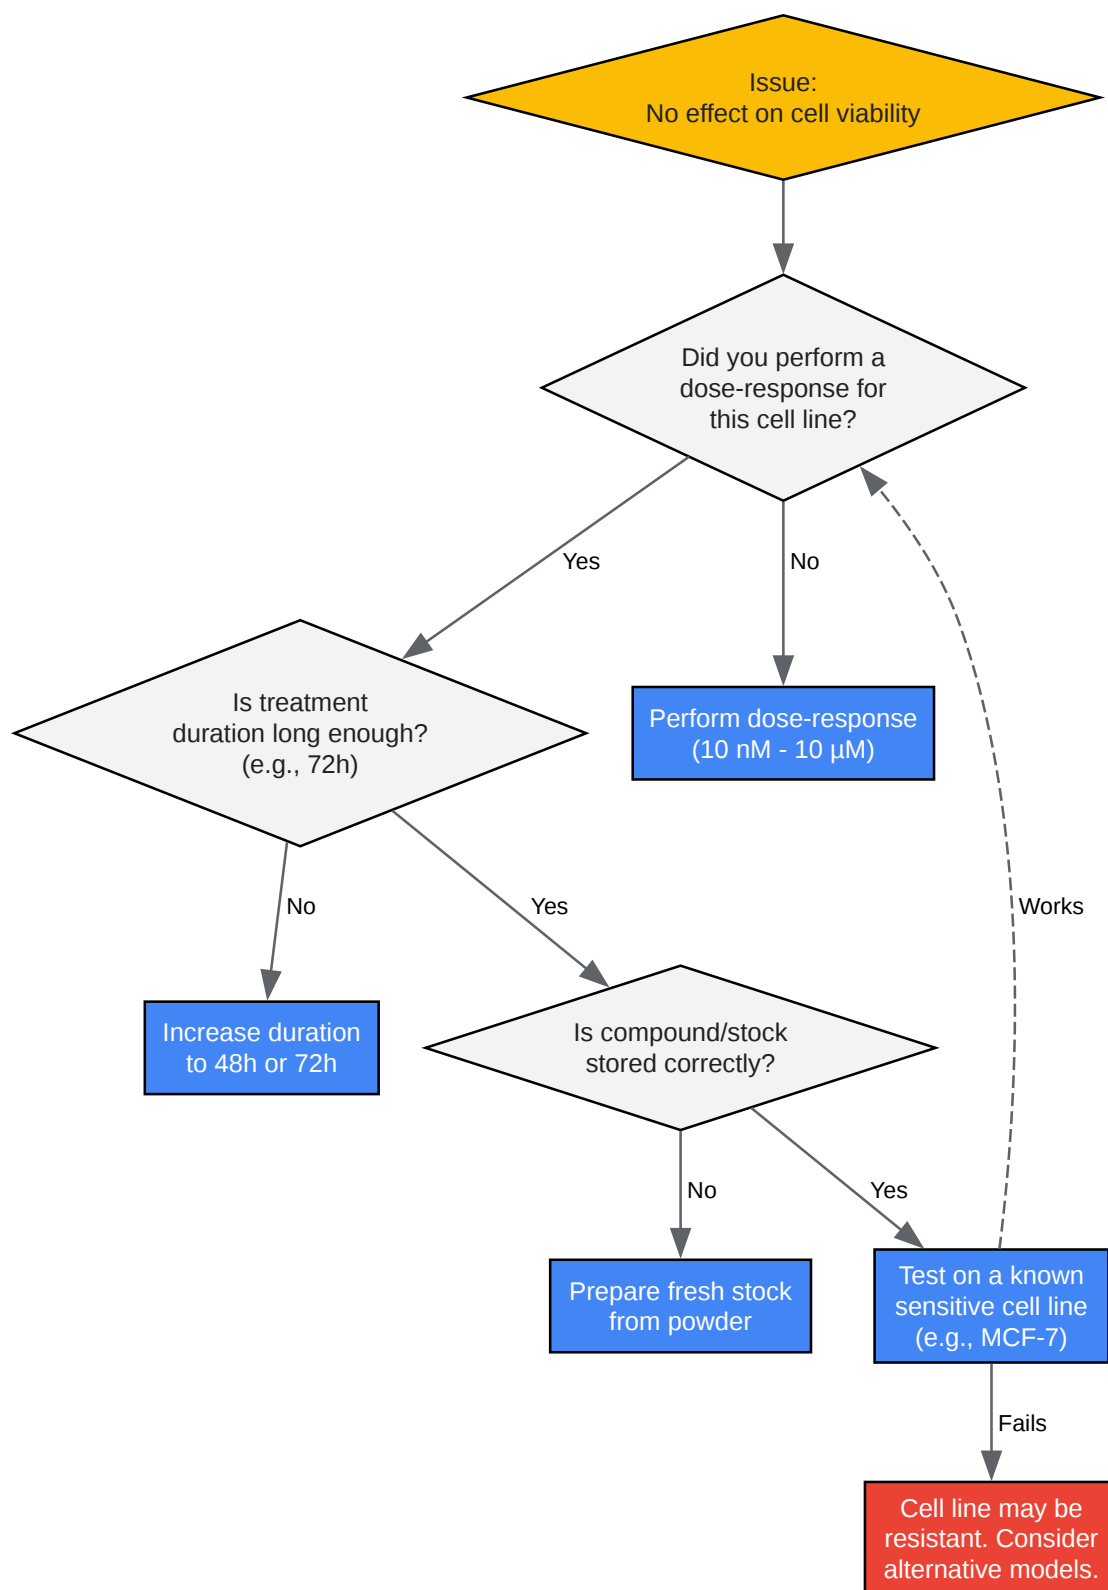 Issue:
No effect on cell viability
Did you perform a
dose-response for
this cell line?
Yes
No
Is treatment
duration long enough?
(e.g., 72h)
Perform dose-response
(10 nM - 10 µM)
No
Yes
Works
Increase duration
to 48h or 72h
Is compound/stock
stored correctly?
No
Yes
Prepare fresh stock
from powder
Test on a known
sensitive cell line
(e.g., MCF-7)
Fails
Cell line may be
resistant. Consider
alternative models.